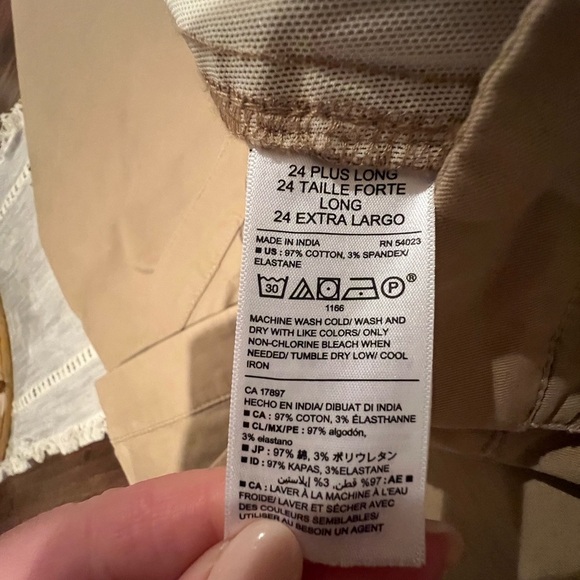 24 PLUS LONG
24 TAILLE FORTE
LONG
24 EXTRA LARGO
MADE IN INDIA RN 54023
■ US : 97% COTTON, 3% SPANDEX/
ELASTANE
30 P ®
1166
MACHINE WASH COLD/ WASH AND
DRY WITH LIKE COLORS/ ONLY
NON-CHLORINE BLEACH WHEN
NEEDED/ TUMBLE DRY LOW/ COOL
IRON
CA 17897
HECHO EN INDIA/ DIBUAT DI INDIA
■ CA : 97% COTON, 3% ÉLASTHANNE
■ CL/MX/PE : 97% algodón,
3% elastano
■ JP : 97% 綿, 3% ポリウレタン
■ ID : 97% KAPAS, 3%ELASTANE
■ AE: 97% قطن, 3% إيلاستين
■ CA : LAVER À LA MACHINE À L'EAU
FROIDE/ LAVER ET SÉCHER AVEC
DES COULEURS SEMBLABLES/
UTILISER AU BESOIN UN AGENT